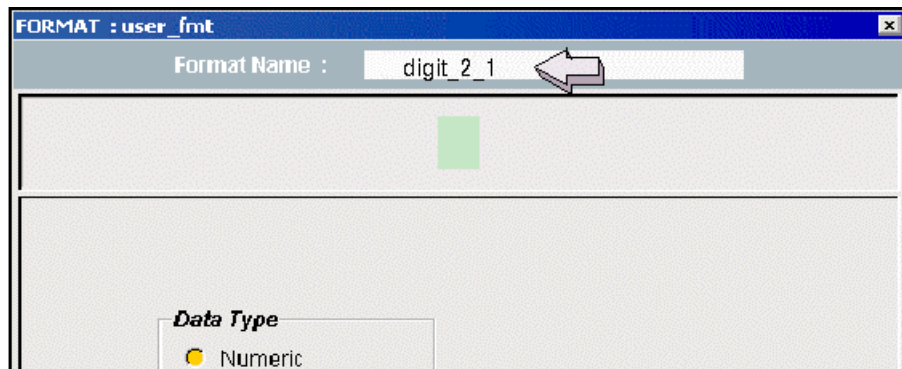 FORMAT : user_fmt
Format Name :
digit_2_1
Data Type
Numeric